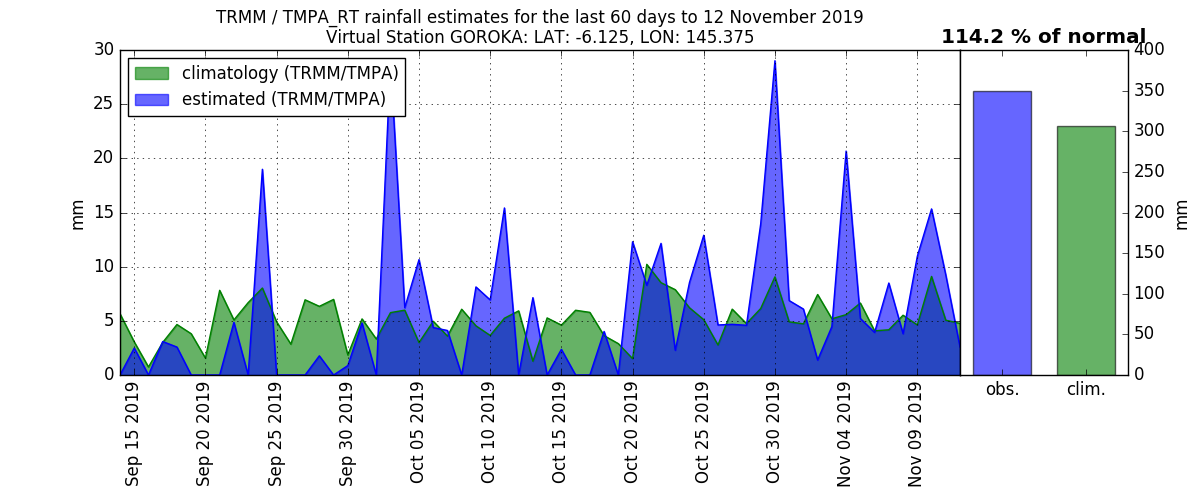 TRMM / TMPA_RT rainfall estimates for the last 60 days to 12 November 2019
Virtual Station GOROKA: LAT: -6.125, LON: 145.375
114.2 % of normal
climatology (TRMM/TMPA)
estimated (TRMM/TMPA)
30
25
20
15
10
5
0
mm
Sep 15 2019
Sep 20 2019
Sep 25 2019
Sep 30 2019
Oct 05 2019
Oct 10 2019
Oct 15 2019
Oct 20 2019
Oct 25 2019
Oct 30 2019
Nov 04 2019
Nov 09 2019
400
350
300
250
200
150
100
50
0
mm
obs.
clim.